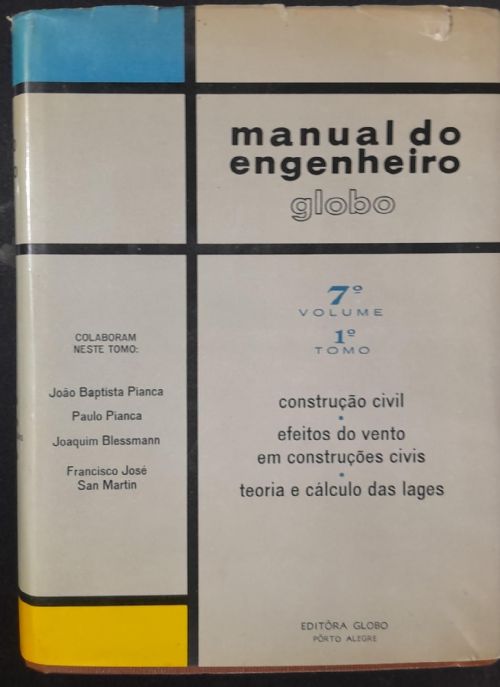 manual do
engenheiro
globo
7º
VOLUME
1º
TOMO
COLABORAM
NESTE TOMO:
João Baptista Pianca
Paulo Pianca
Joaquim Blessmann
Francisco José
San Martin
construção civil
efeitos do vento
em construções civis
teoria e cálculo das lages
EDITÔRA GLOBO
PÔRTO ALEGRE